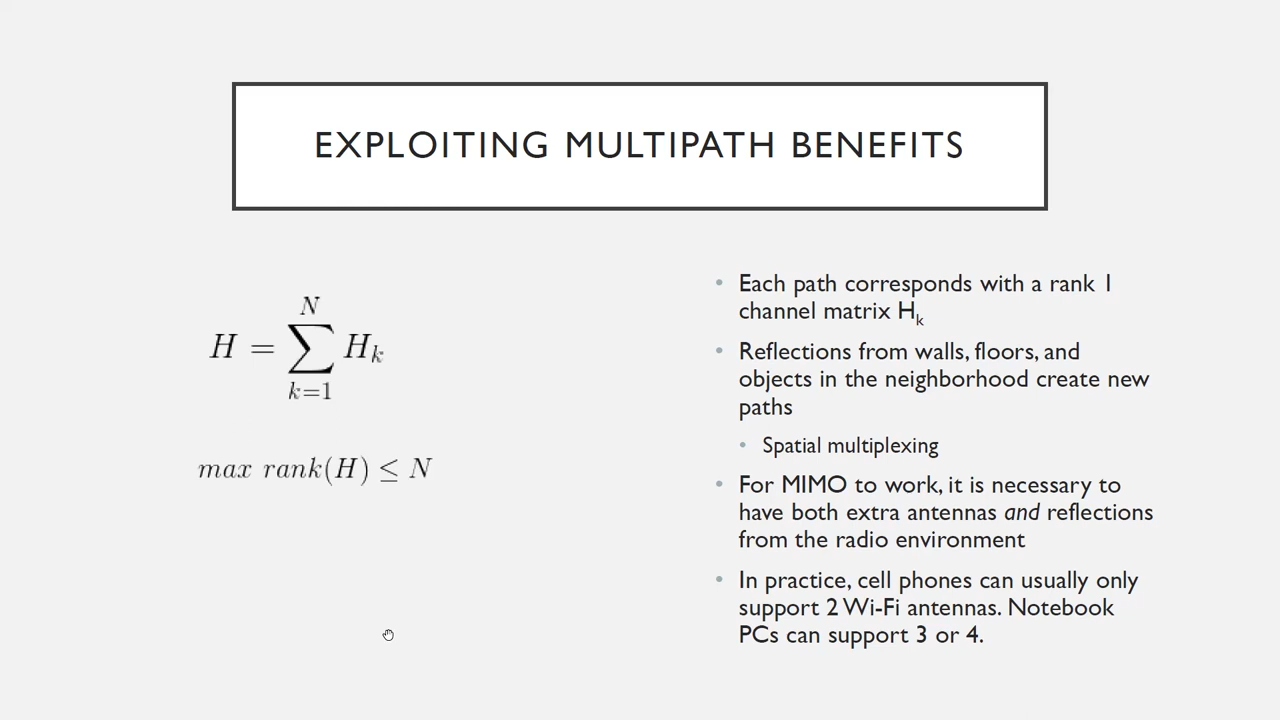 EXPLOITING MULTIPATH BENEFITS
H = \sum_{k=1}^{N} H_k
max rank(H) ≤ N
• Each path corresponds with a rank 1
channel matrix H_k
• Reflections from walls, floors, and
objects in the neighborhood create new
paths
• Spatial multiplexing
• For MIMO to work, it is necessary to
have both extra antennas and reflections
from the radio environment
• In practice, cell phones can usually only
support 2 Wi-Fi antennas. Notebook
PCs can support 3 or 4.